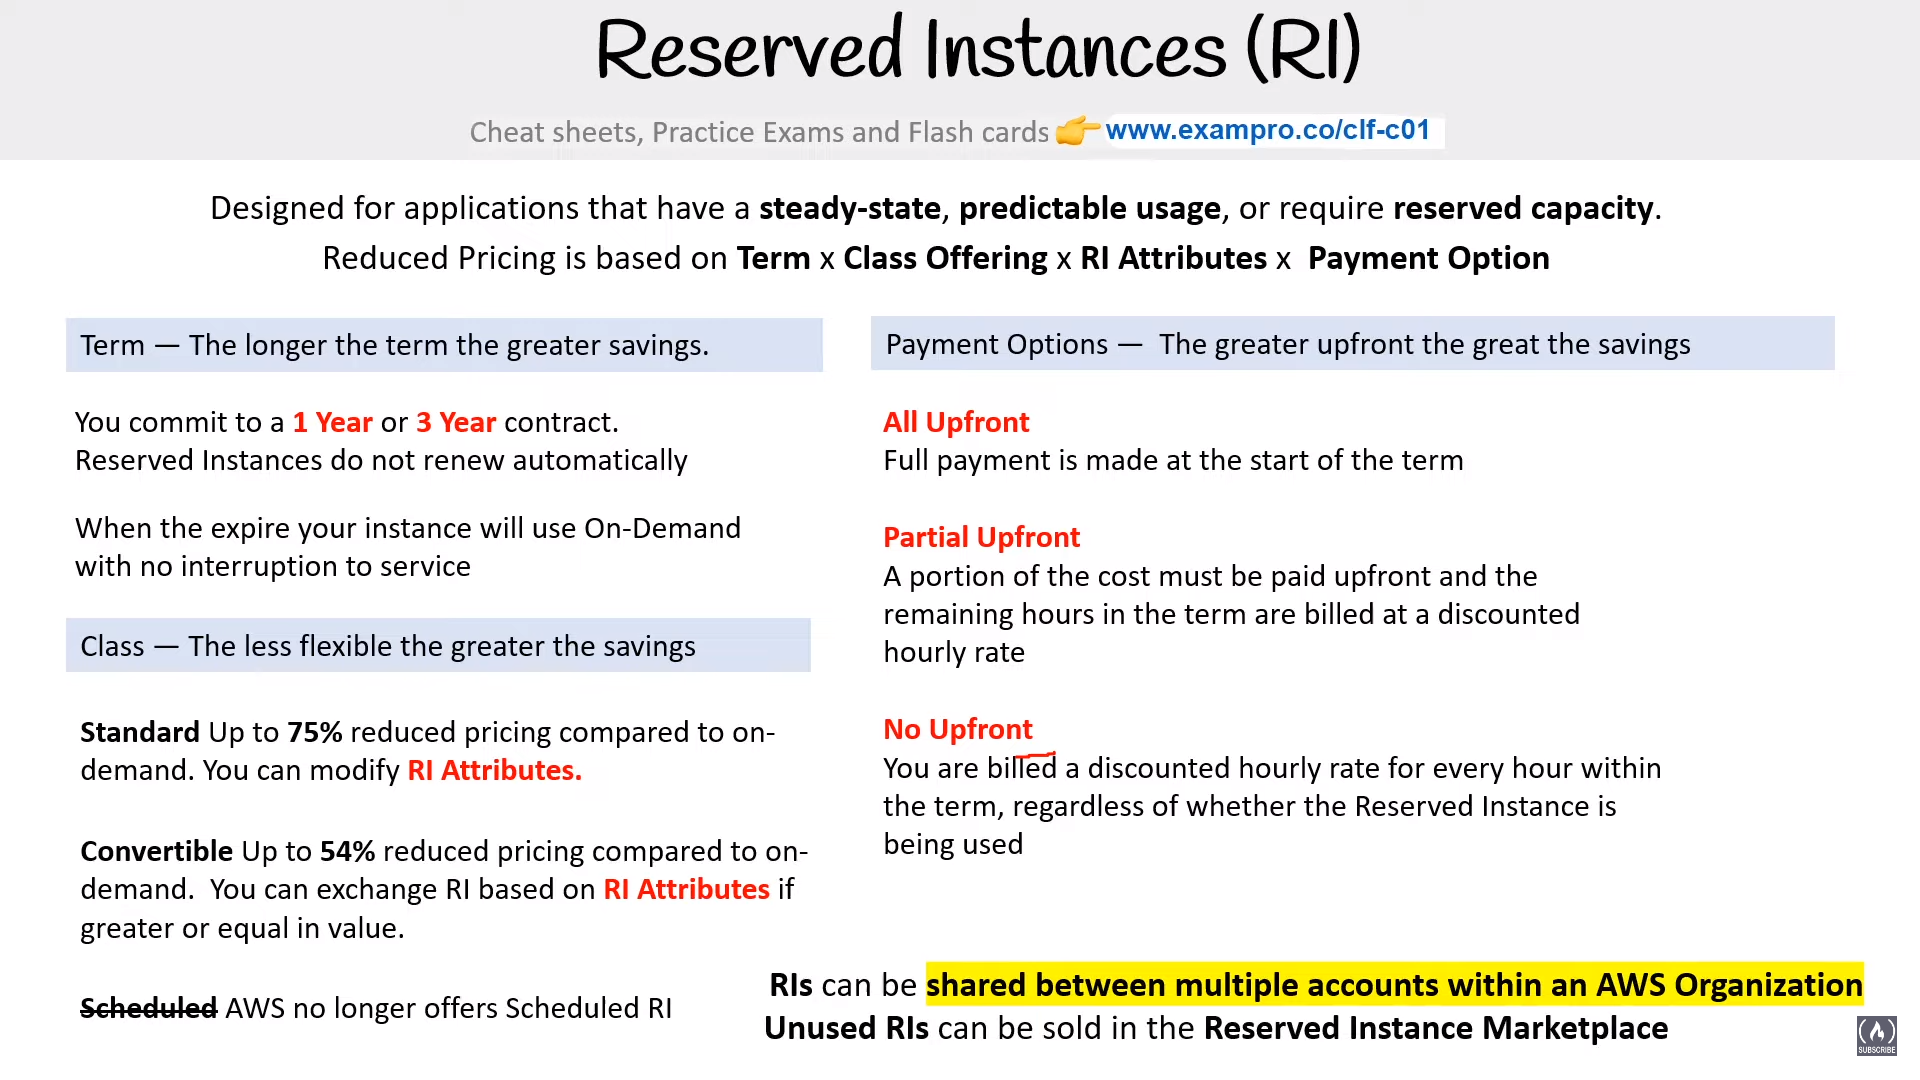 Reserved Instances (RI)
Cheat sheets, Practice Exams and Flash cards 👉 www.exampro.co/clf-c01
Designed for applications that have a steady-state, predictable usage, or require reserved capacity.
Reduced Pricing is based on Term x Class Offering x RI Attributes x Payment Option
Term — The longer the term the greater savings.
You commit to a 1 Year or 3 Year contract.
Reserved Instances do not renew automatically
When the expire your instance will use On-Demand
with no interruption to service
Class — The less flexible the greater the savings
Standard Up to 75% reduced pricing compared to on-
demand. You can modify RI Attributes.
Convertible Up to 54% reduced pricing compared to on-
demand. You can exchange RI based on RI Attributes if
greater or equal in value.
Scheduled AWS no longer offers Scheduled RI
Payment Options — The greater upfront the great the savings
All Upfront
Full payment is made at the start of the term
Partial Upfront
A portion of the cost must be paid upfront and the
remaining hours in the term are billed at a discounted
hourly rate
No Upfront
You are billed a discounted hourly rate for every hour within
the term, regardless of whether the Reserved Instance is
being used
RIs can be shared between multiple accounts within an AWS Organization
Unused RIs can be sold in the Reserved Instance Marketplace
SUBSCRIBE